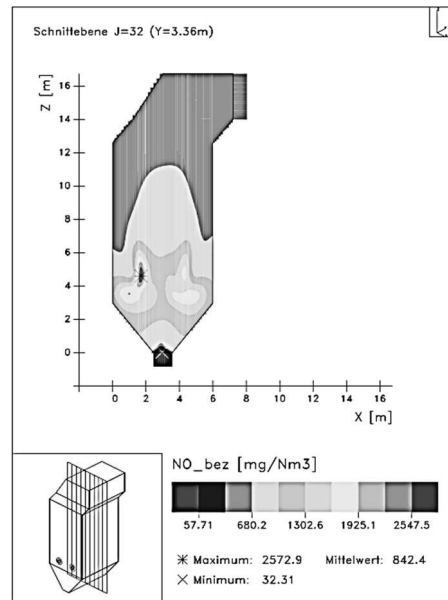 Schnittebene J=32 (Y=3.36m)
Z [m]
16
14
12
10
8
6
4
2
0
0 2 4 6 8 10 12 14 16
X [m]
NO_bez [mg/Nm3]
57.71 680.2 1302.6 1925.1 2547.5
Maximum: 2572.9 Mittelwert: 842.4
Minimum: 32.31